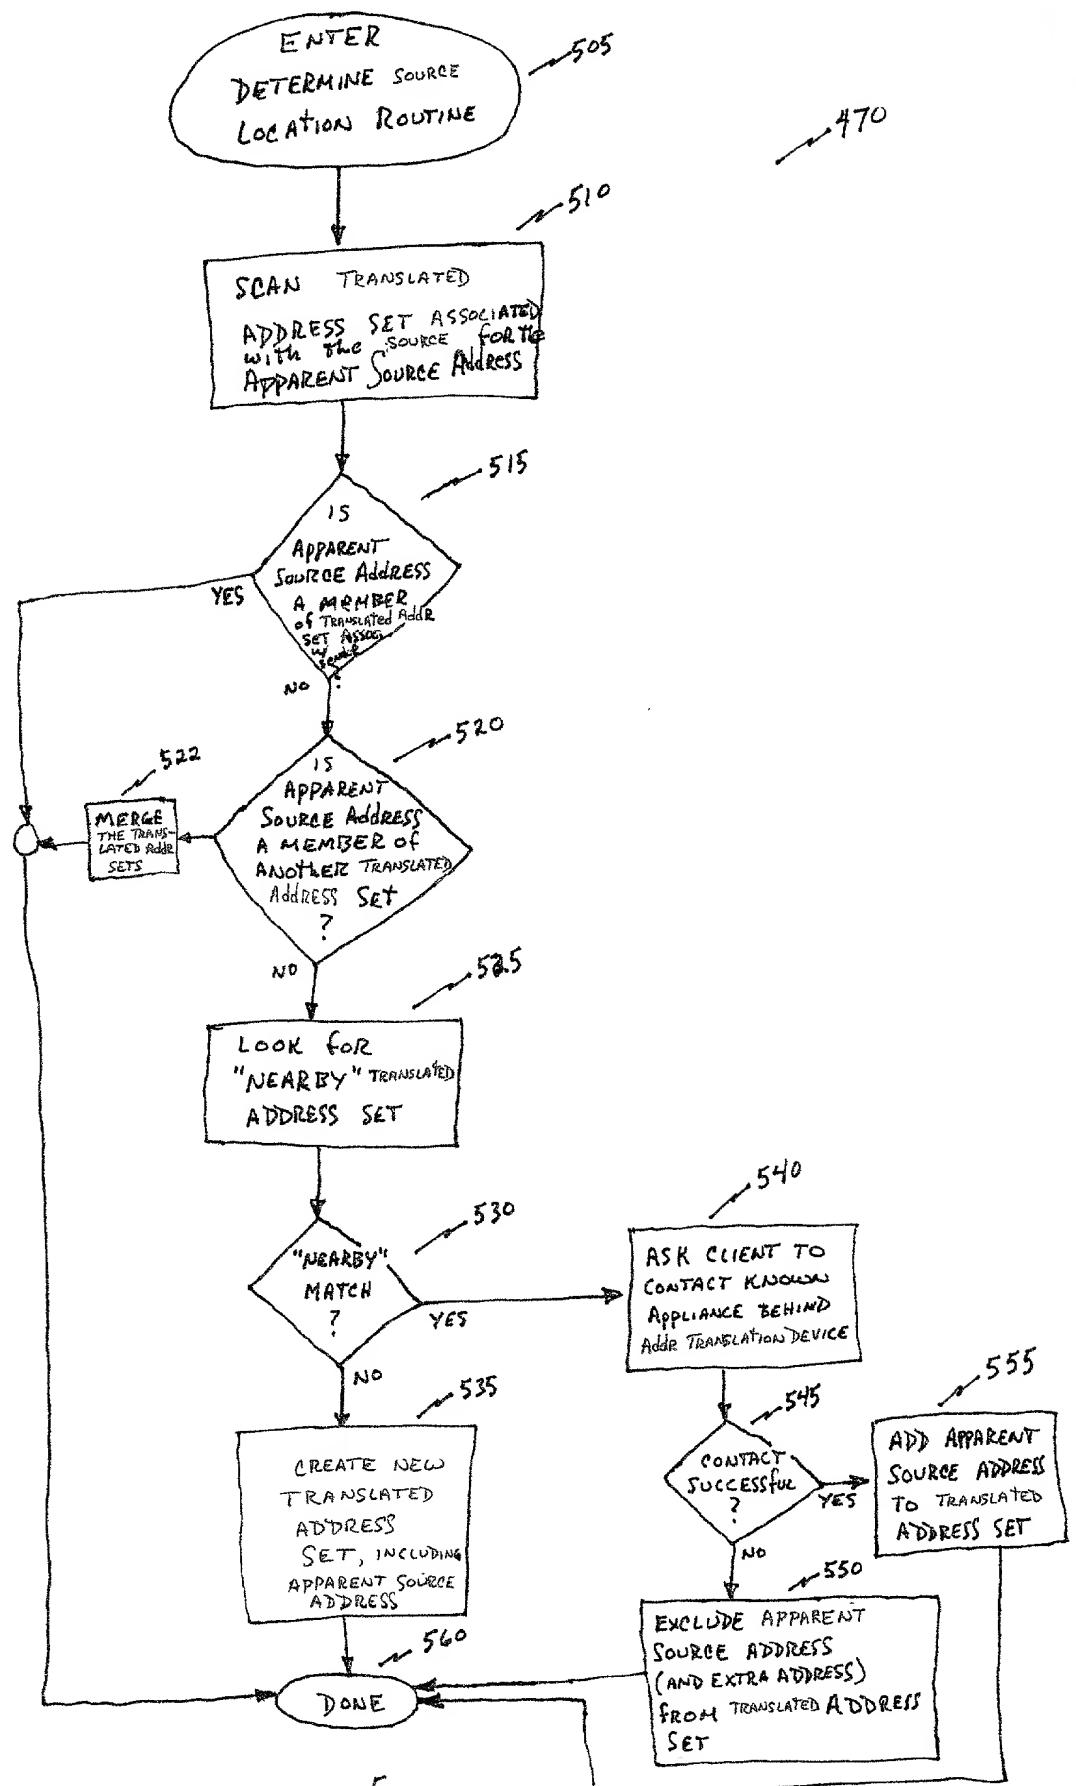 ENTER
DETERMINE SOURCE
LOCATION ROUTINE
505
470
510
SCAN TRANSLATED
ADDRESS SET ASSOCIATED
with the SOURCE for the
APPARENT Source Address
515
IS
APPARENT
Source Address
A MEMBER
of TRANSLATED Addr
SET ASSOC.
w/
source
?
YES
NO
520
IS
APPARENT
Source Address
A MEMBER of
ANOTHER TRANSLATED
Address SET
?
522
MERGE
THE TRANS-
LATED Addr
SETS
NO
525
LOOK for
"NEARBY" TRANSLATED
ADDRESS SET
530
"NEARBY"
MATCH
?
YES
NO
540
ASK CLIENT TO
CONTACT KNOWN
APPLIANCE BEHIND
Addr TRANSLATION DEVICE
535
CREATE NEW
TRANSLATED
ADDRESS
SET, INCLUDING
APPARENT SOURCE
ADDRESS
545
CONTACT
SUCCESSful
?
YES
NO
555
ADD APPARENT
SOURCE ADDRESS
TO TRANSLATED
ADDRESS SET
550
EXCLUDE APPARENT
SOURCE ADDRESS
(AND EXTRA ADDRESS)
from TRANSLATED ADDRESS
SET
560
DONE